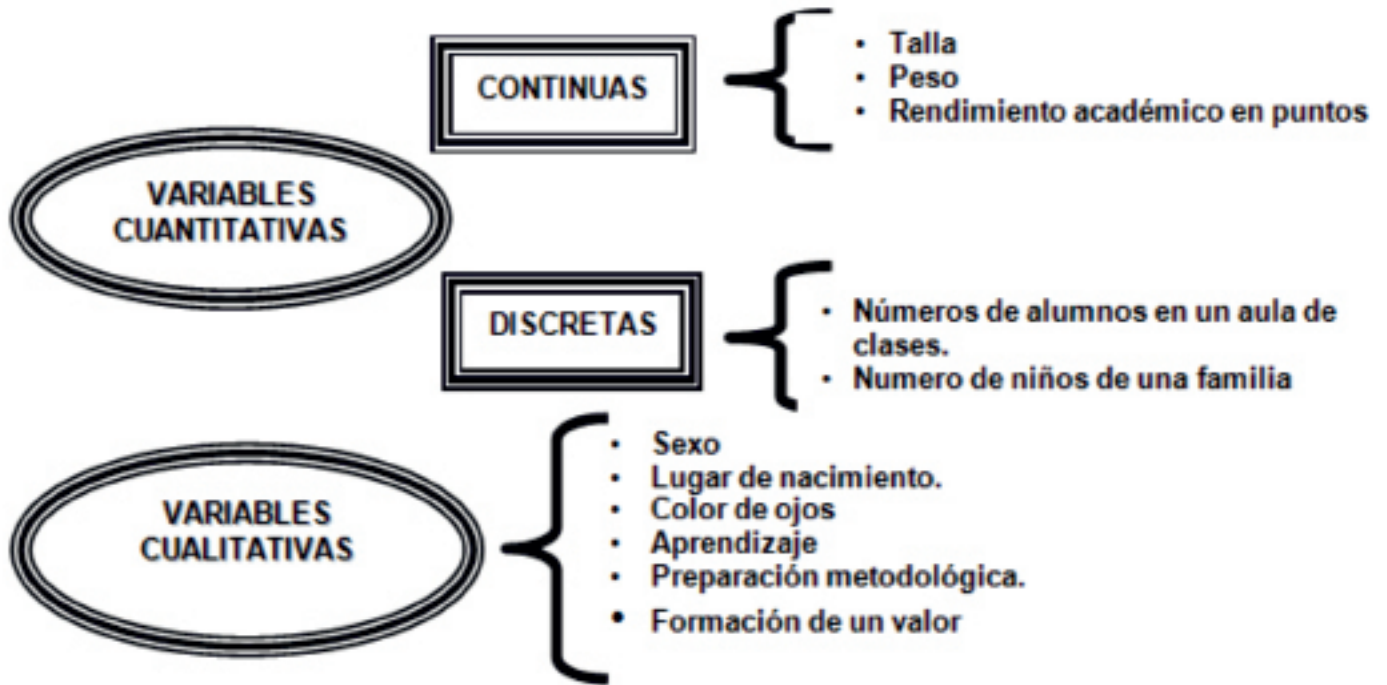 CONTINUAS
• Talla
• Peso
• Rendimiento académico en puntos
VARIABLES
CUANTITATIVAS
DISCRETAS
• Números de alumnos en un aula de
clases.
• Numero de niños de una familia
VARIABLES
CUALITATIVAS
• Sexo
• Lugar de nacimiento.
• Color de ojos
• Aprendizaje
• Preparación metodológica.
• Formación de un valor